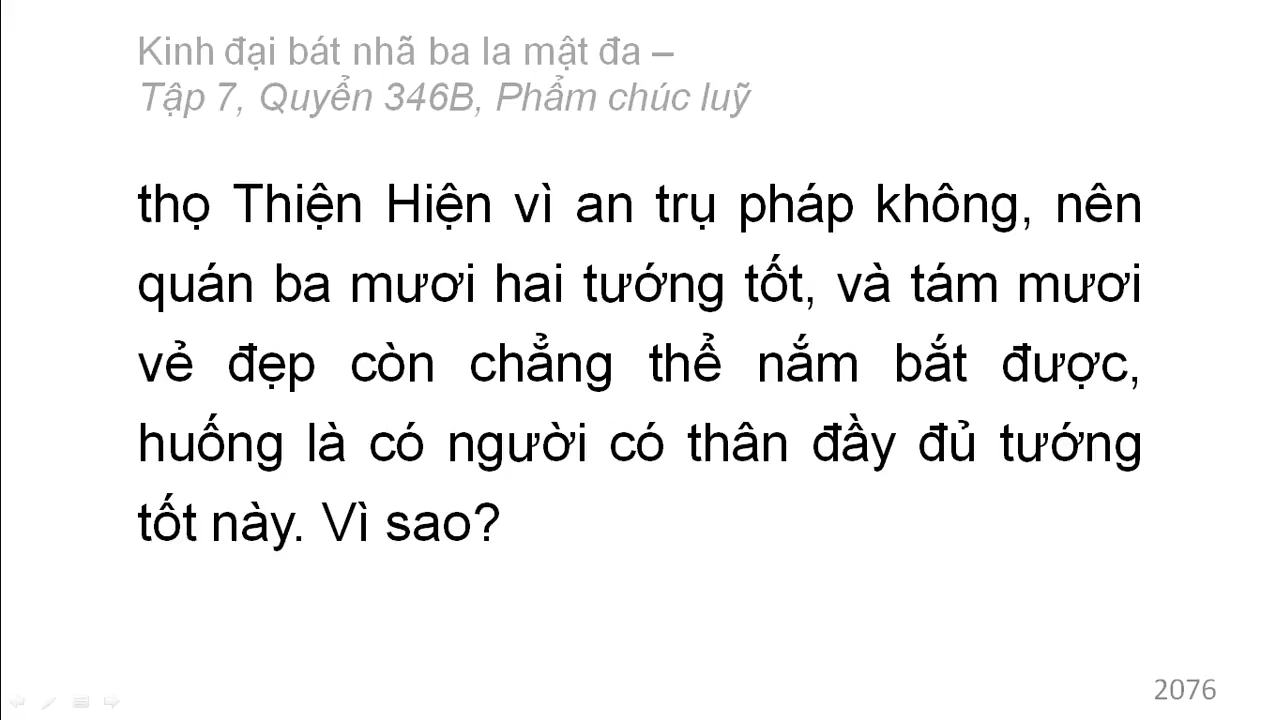 Kinh đại bát nhã ba la mật đa –
Tập 7, Quyển 346B, Phẩm chúc luỹ
thọ Thiện Hiện vì an trụ pháp không, nên
quán ba mươi hai tướng tốt, và tám mươi
vẻ đẹp còn chẳng thể nắm bắt được,
huống là có người có thân đầy đủ tướng
tốt này. Vì sao?
2076